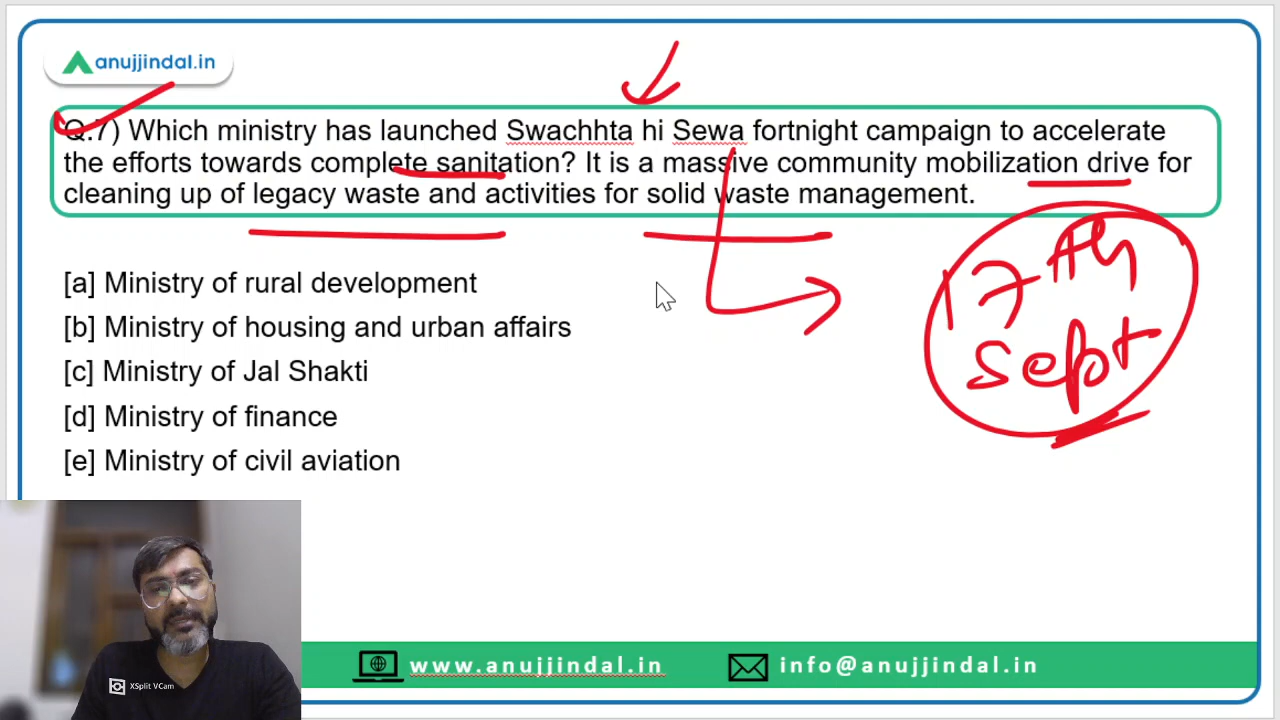 anujjindal.in
Q.7) Which ministry has launched Swachhta hi Sewa fortnight campaign to accelerate
the efforts towards complete sanitation? It is a massive community mobilization drive for
cleaning up of legacy waste and activities for solid waste management.
17th
sept
[a] Ministry of rural development
[b] Ministry of housing and urban affairs
[c] Ministry of Jal Shakti
[d] Ministry of finance
[e] Ministry of civil aviation
XSplit VCam
www.anujjindal.in
info@anujjindal.in